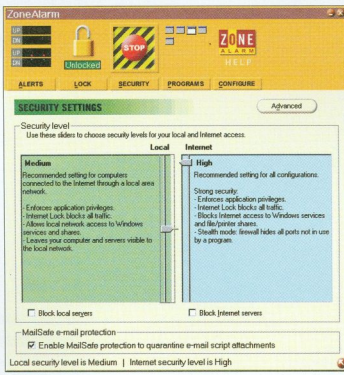 ZoneAlarm
UP
DN
UP
DN
Unlocked
STOP
ZONE
ALARM
HELP
ALERTS
LOCK
SECURITY
PROGRAMS
CONFIGURE
SECURITY SETTINGS
Advanced
Security level
Use these sliders to choose security levels for your local and Internet access.
Local
Internet
Medium
Recommended setting for computers
connected to the Internet through a local area
network.
- Enforces application privileges.
- Internet Lock blocks all traffic.
- Allows local network access to Windows
services and shares.
- Leaves your computer and servers visible to
the local network.
High
Recommended setting for all configurations.
Strong security:
- Enforces application privileges.
- Internet Lock blocks all traffic.
- Blocks Internet access to Windows services
and file/printer shares.
- Stealth mode: firewall hides all ports not in use
by a program.
Block local servers
Block Internet servers
MailSafe e-mail protection
Enable MailSafe protection to quarantine e-mail script attachments
Local security level is Medium | Internet security level is High